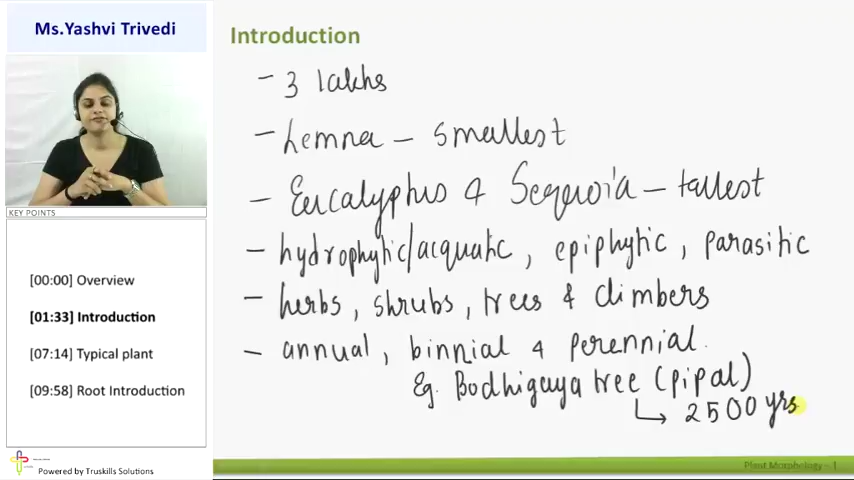 Ms.Yashvi Trivedi
Introduction
- 3 lakhs
- Lemna - smallest
- Eucalyptus & Sequoia - tallest
- hydrophytic/acquatic, epiphytic, parasitic
- herbs, shrubs, trees & climbers
- annual, binnial & perennial.
Eg. Bodhigaya tree (pipal)
↳ 2500 yrs
KEY POINTS
[00:00] Overview
[01:33] Introduction
[07:14] Typical plant
[09:58] Root Introduction
Powered by Truskills Solutions
Plant Morphology - 1